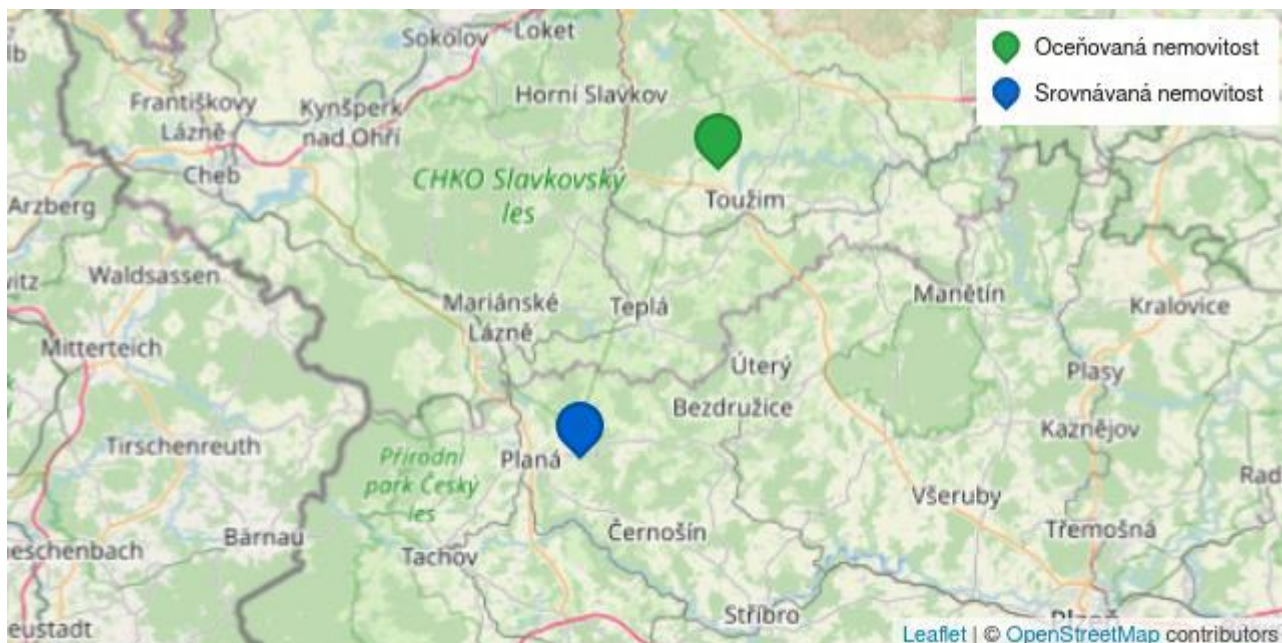 Sokolov
Loket
Oceňovaná nemovitost
Srovnávaná nemovitost
Františkovy
Lázně
Kynšperk
nad Ohří
Horní Slavkov
Cheb
CHKO Slavkovský
les
Toužim
Arzberg
Waldsassen
Mariánské
Lázně
Teplá
Manětín
Kralovice
Mitterteich
Úterý
Plasy
Bezdružice
Kaznějov
Tirschenreuth
Přírodní
park Český
les
Planá
Všeruby
Třemošná
Bärnau
Černošín
Tachov
Stříbro
Plzeň
Leaflet | © OpenStreetMap contributors